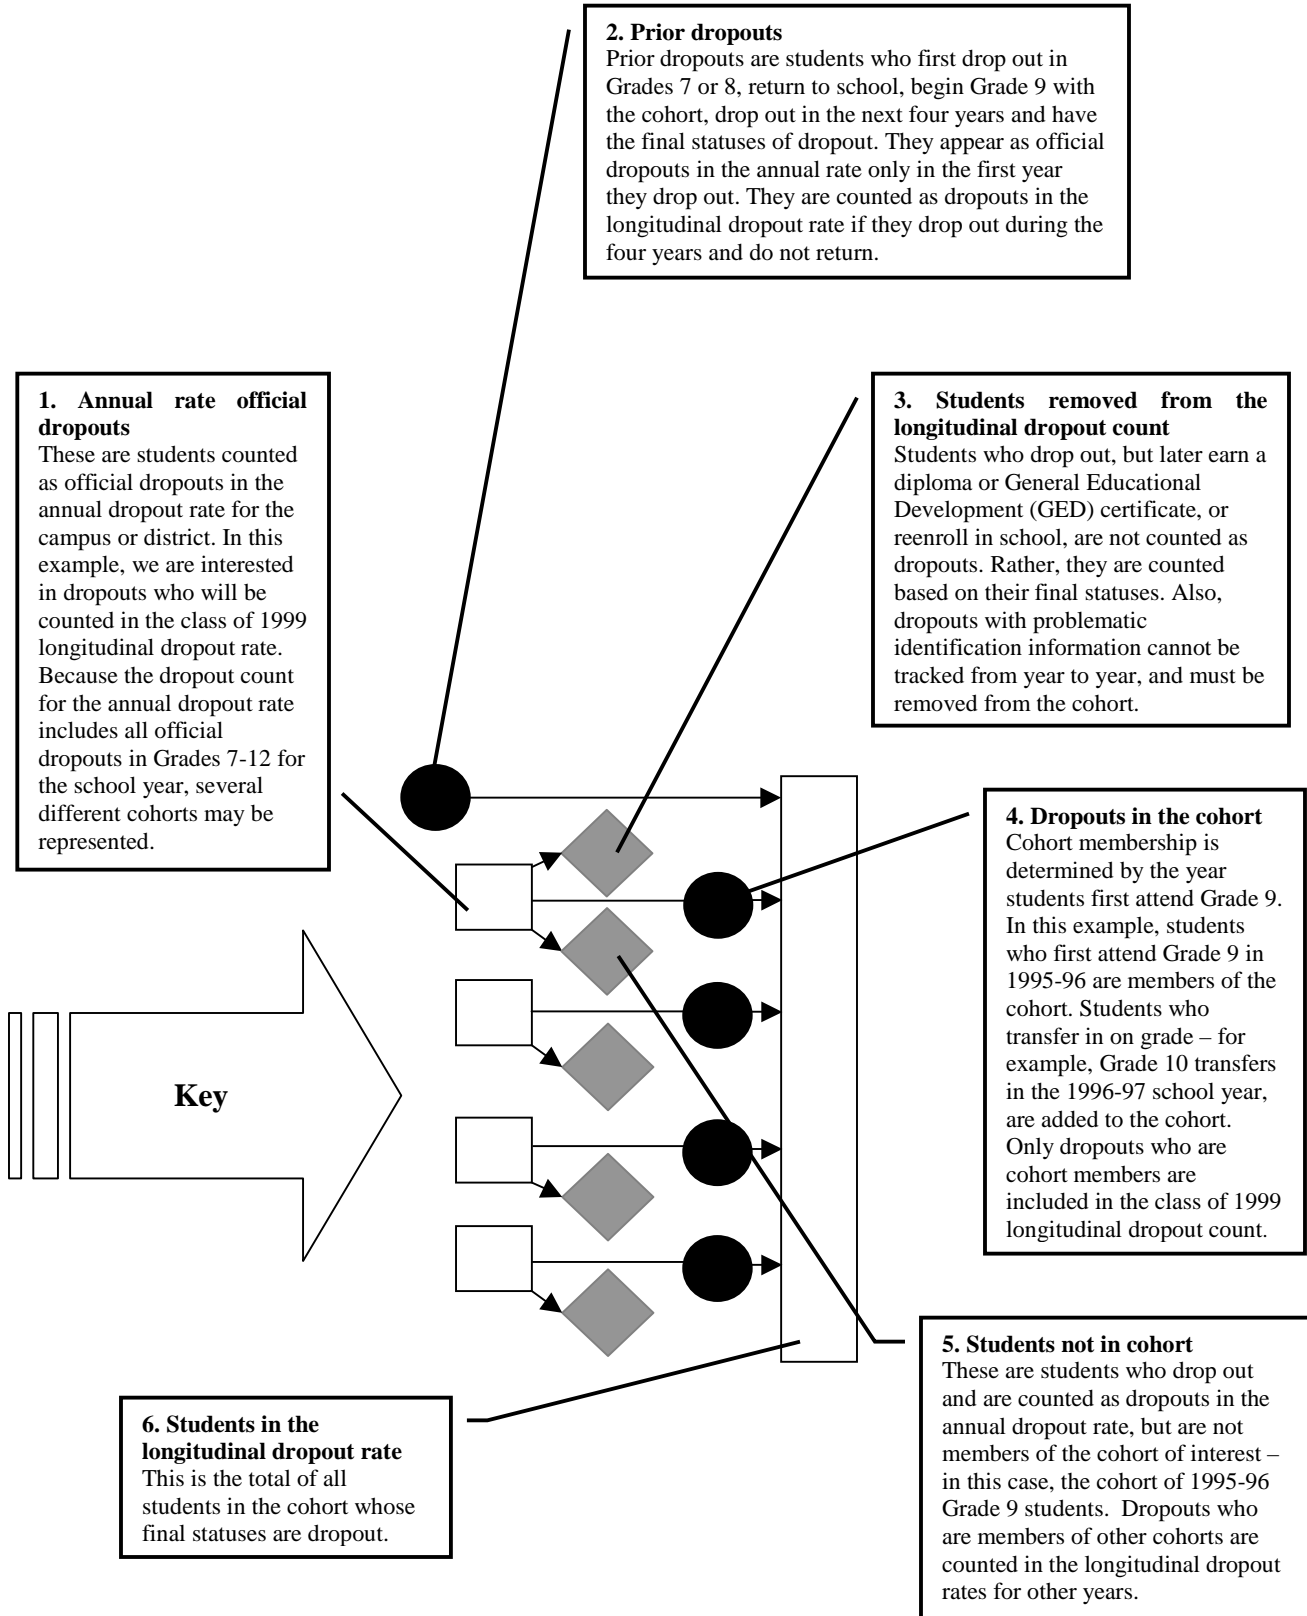 2. Prior dropouts
Prior dropouts are students who first drop out in
Grades 7 or 8, return to school, begin Grade 9 with
the cohort, drop out in the next four years and have
the final statuses of dropout. They appear as official
dropouts in the annual rate only in the first year
they drop out. They are counted as dropouts in the
longitudinal dropout rate if they drop out during the
four years and do not return.
1. Annual rate official
dropouts
These are students counted
as official dropouts in the
annual dropout rate for the
campus or district. In this
example, we are interested
in dropouts who will be
counted in the class of 1999
longitudinal dropout rate.
Because the dropout count
for the annual dropout rate
includes all official
dropouts in Grades 7-12 for
the school year, several
different cohorts may be
represented.
3. Students removed from the
longitudinal dropout count
Students who drop out, but later earn a
diploma or General Educational
Development (GED) certificate, or
reenroll in school, are not counted as
dropouts. Rather, they are counted
based on their final statuses. Also,
dropouts with problematic
identification information cannot be
tracked from year to year, and must be
removed from the cohort.
4. Dropouts in the cohort
Cohort membership is
determined by the year
students first attend Grade 9.
In this example, students
who first attend Grade 9 in
1995-96 are members of the
cohort. Students who
transfer in on grade – for
example, Grade 10 transfers
in the 1996-97 school year,
are added to the cohort.
Only dropouts who are
cohort members are
included in the class of 1999
longitudinal dropout count.
Key
5. Students not in cohort
These are students who drop out
and are counted as dropouts in the
annual dropout rate, but are not
members of the cohort of interest –
in this case, the cohort of 1995-96
Grade 9 students.  Dropouts who
are members of other cohorts are
counted in the longitudinal dropout
rates for other years.
6. Students in the
longitudinal dropout rate
This is the total of all
students in the cohort whose
final statuses are dropout.